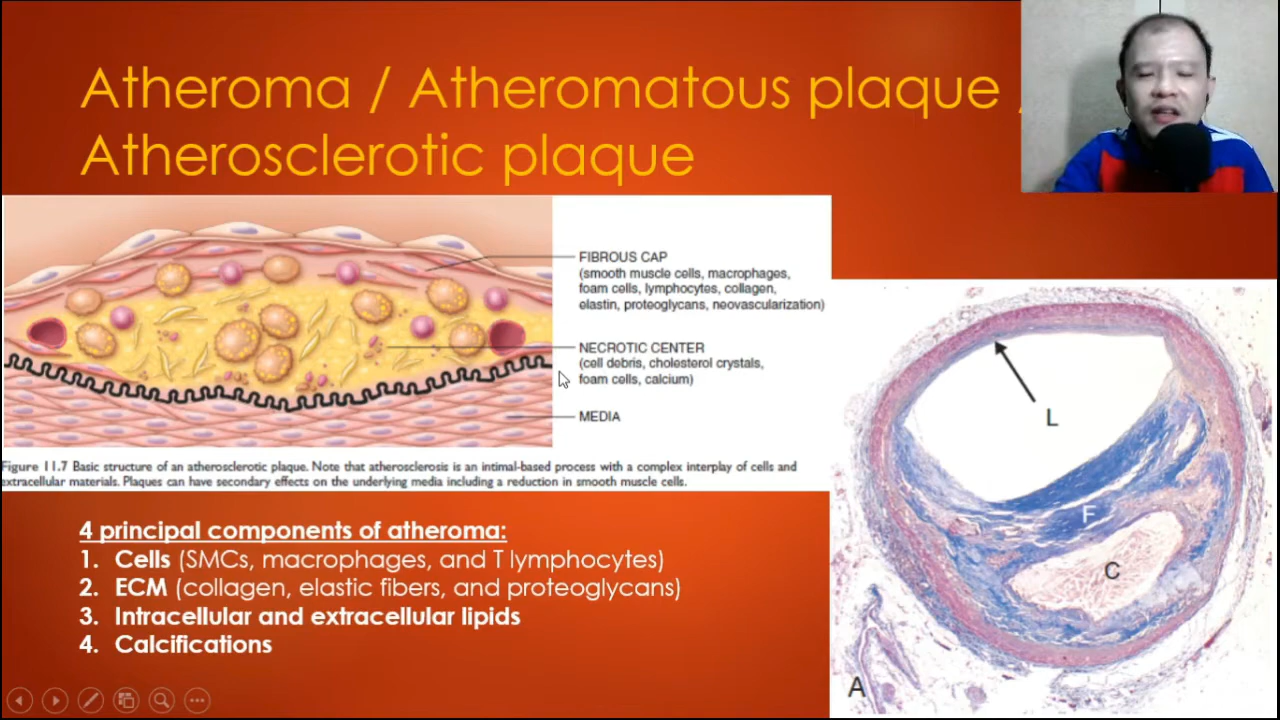 Atheroma / Atheromatous plaque /
Atherosclerotic plaque
FIBROUS CAP
(smooth muscle cells, macrophages,
foam cells, lymphocytes, collagen,
elastin, proteoglycans, neovascularization)
NECROTIC CENTER
(cell debris, cholesterol crystals,
foam cells, calcium)
MEDIA
Figure 11.7 Basic structure of an atherosclerotic plaque. Note that atherosclerosis is an intimal-based process with a complex interplay of cells and
extracellular materials. Plaques can have secondary effects on the underlying media including a reduction in smooth muscle cells.
4 principal components of atheroma:
1. Cells (SMCs, macrophages, and T lymphocytes)
2. ECM (collagen, elastic fibers, and proteoglycans)
3. Intracellular and extracellular lipids
4. Calcifications
L
F
C
A